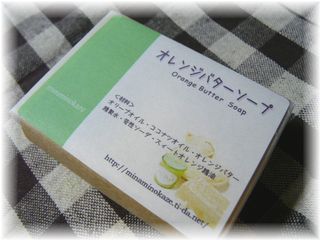 オレンジバターソープ
Orange Butter Soap
<材料>
オリーブオイル・ココナツオイル・オレンジバター
精製水・苛性ソーダ・スィートオレンジ精油
http://minaminokaze.ti-da.net/
minaminokaze